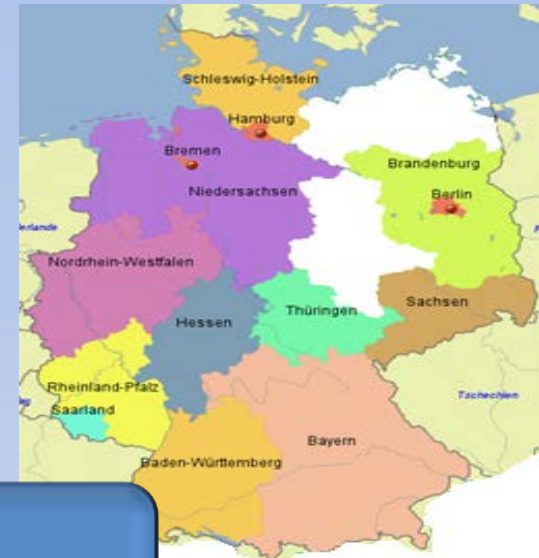 Schleswig-Holstein
Hamburg
Bremen
Niedersachsen
Brandenburg
Berlin
Nordrhein-Westfalen
Hessen
Thüringen
Sachsen
Rheinland-Pfalz
Saarland
Tschechien
Bayern
Baden-Württemberg